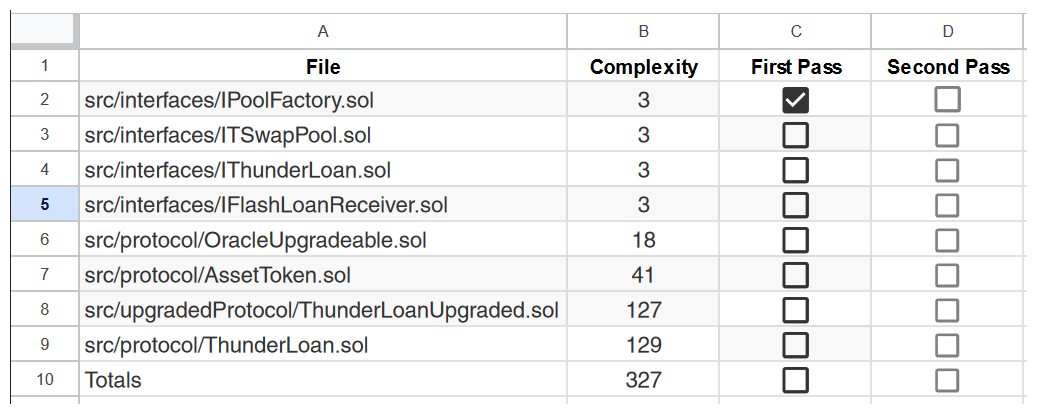 A B C D
1 File Complexity First Pass Second Pass
2 src/interfaces/IPoolFactory.sol 3
3 src/interfaces/ITSwapPool.sol 3
4 src/interfaces/IThunderLoan.sol 3
5 src/interfaces/IFlashLoanReceiver.sol 3
6 src/protocol/OracleUpgradeable.sol 18
7 src/protocol/AssetToken.sol 41
8 src/upgradedProtocol/ThunderLoanUpgraded.sol 127
9 src/protocol/ThunderLoan.sol 129
10 Totals 327